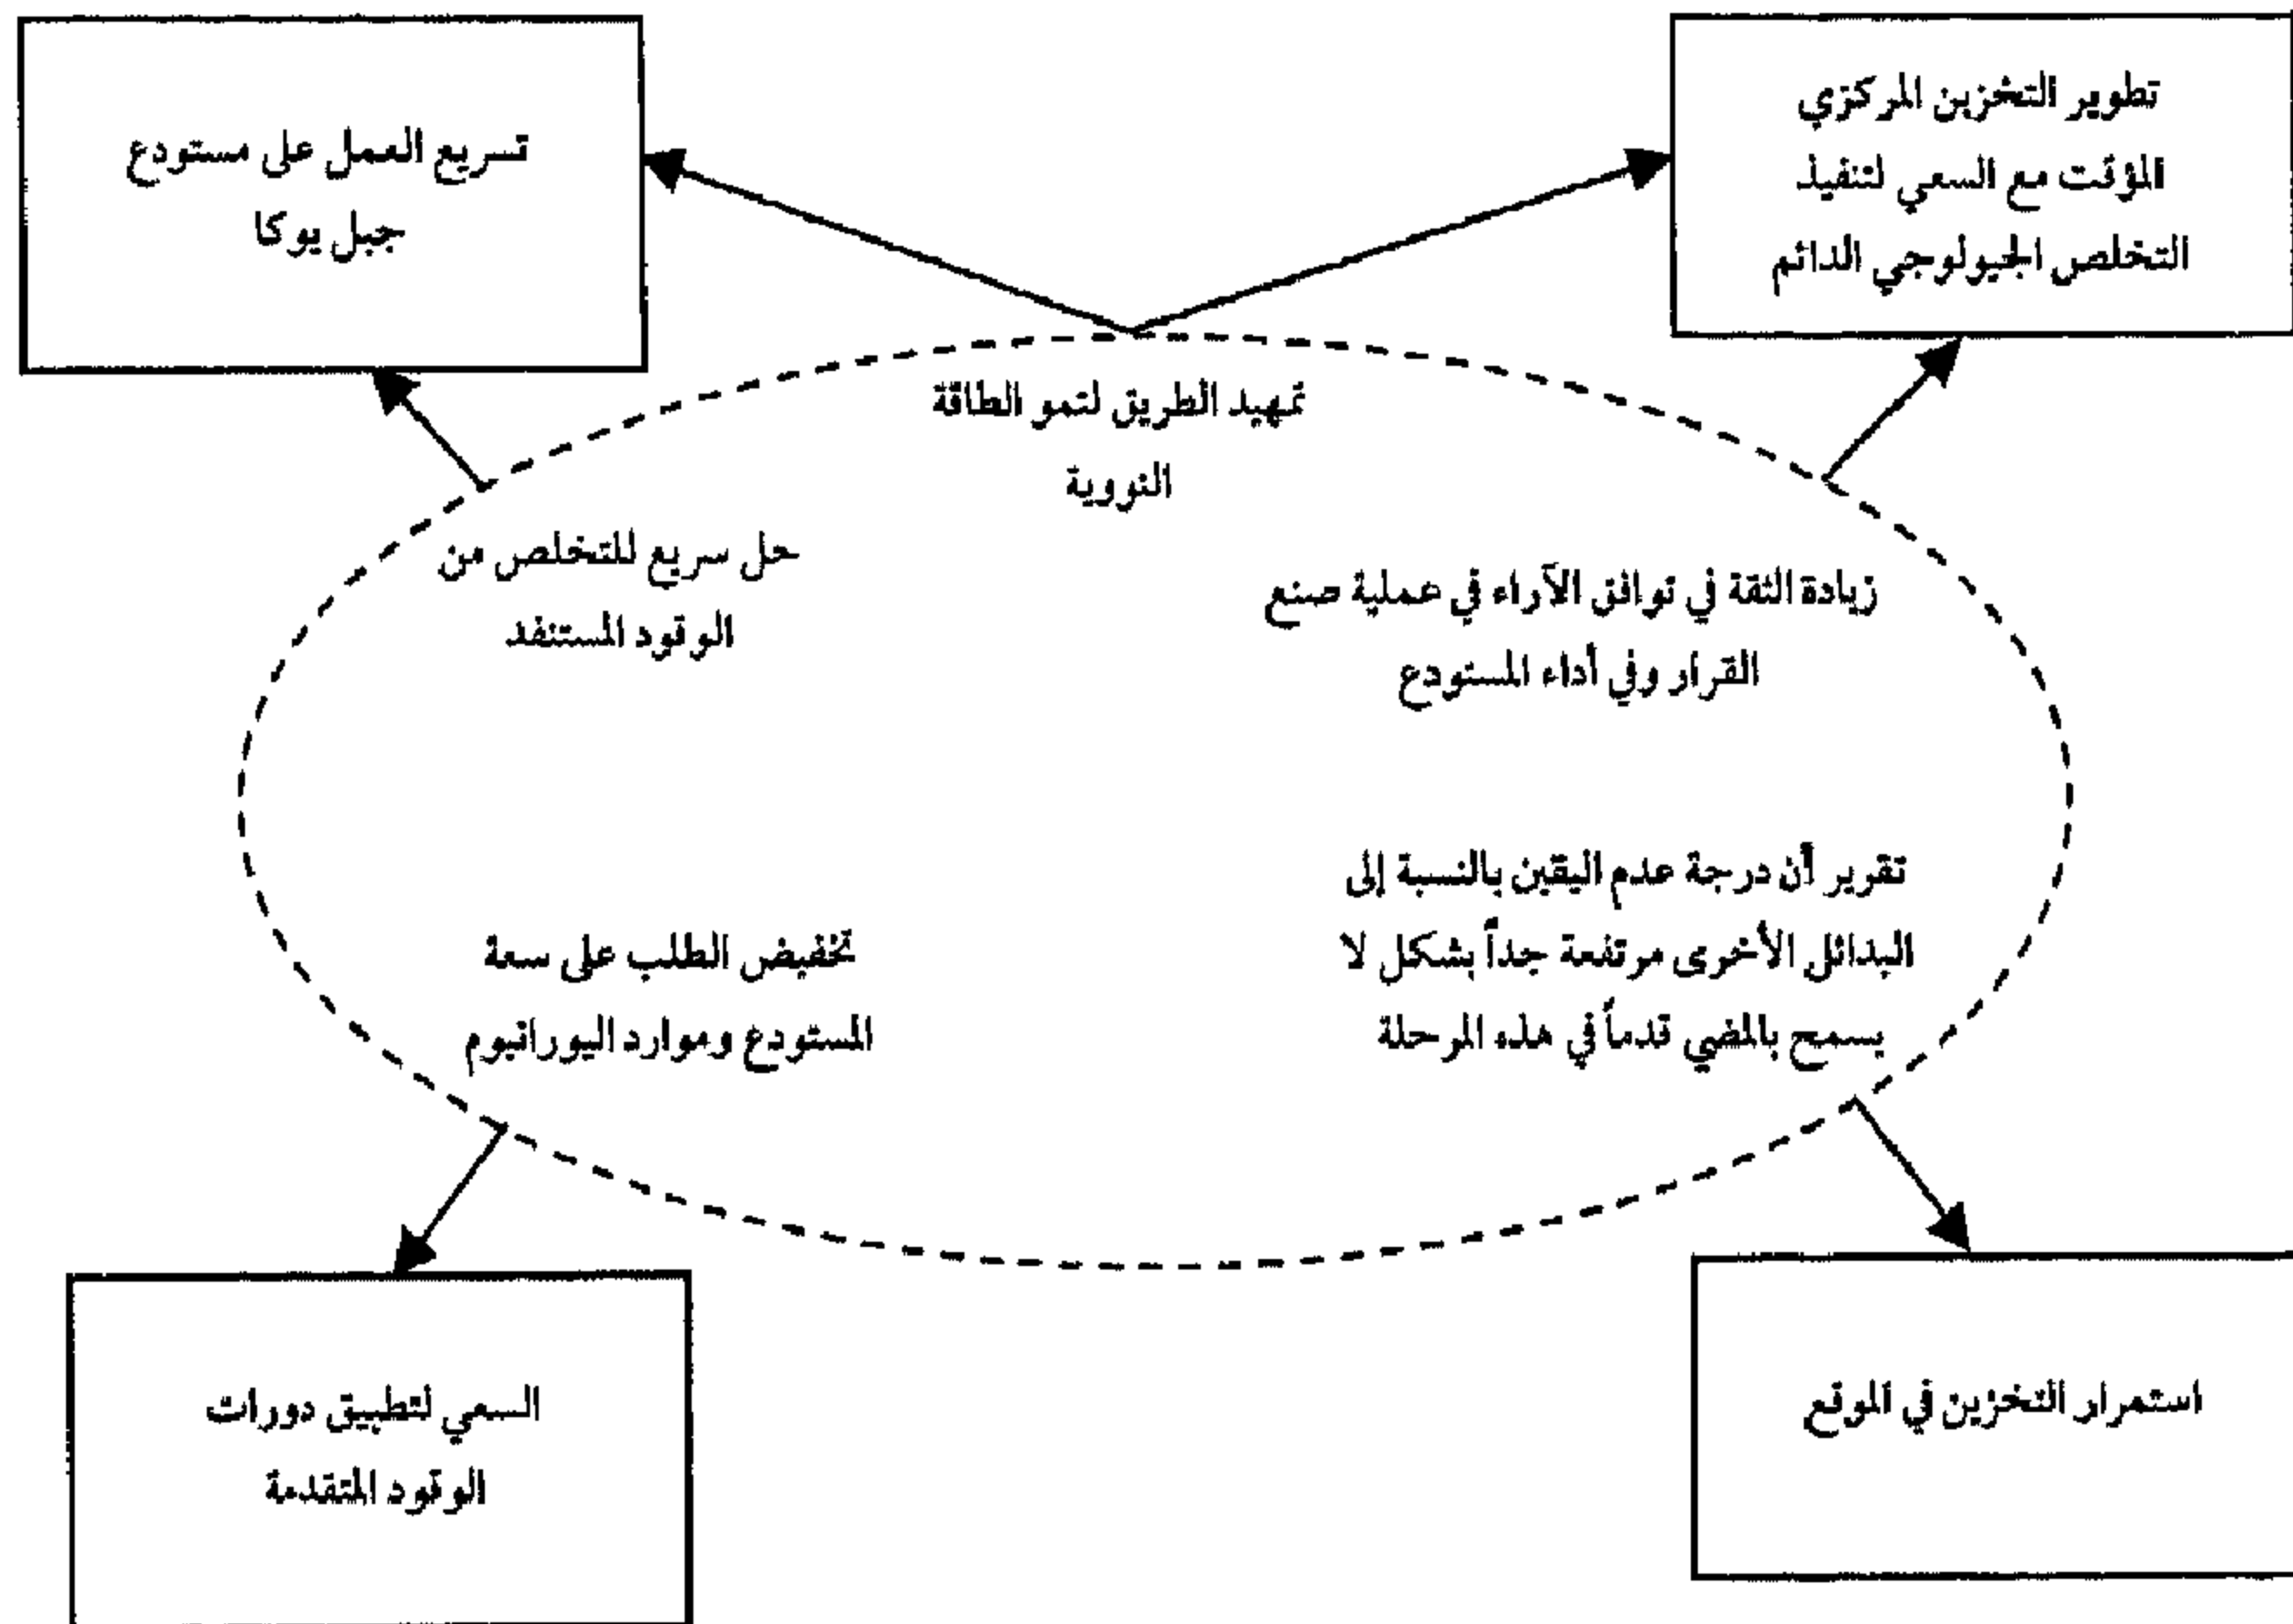 تطوير التخزين المركزي
المؤقت مع السعي لتنفيذ
التخلص الجيولوجي الدائم
تسريع العمل على مستودع
جبل يوكا
تمهيد الطريق لنمو الطاقة
النووية
زيادة الثقة في توافق الآراء في عملية صنع
القرار وفي أداء المستودع
حل سريع للتخلص من
الوقود المستنفد
تقرير أن درجة عدم اليقين بالنسبة إلى
البدائل الأخرى مرتفعة جداً بشكل لا
يسمح بالمضي قدماً في هذه المرحلة
تخفيض الطلب على سعة
المستودع وموارد اليورانيوم
استمرار التخزين في الموقع
السعي لتطبيق دورات
الوقود المتقدمة